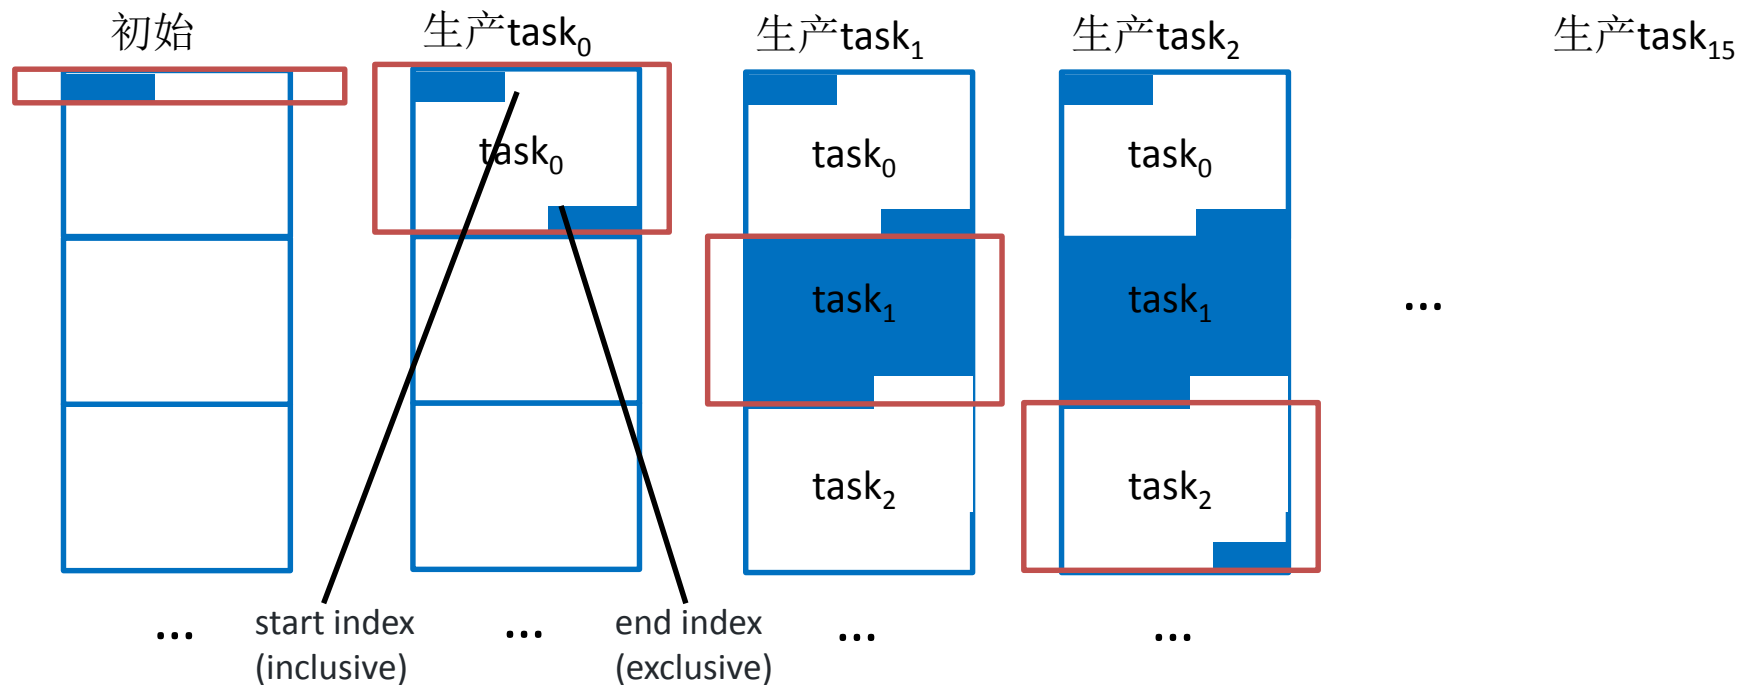 初始
生产task₀
生产task₁
生产task₂
生产task₁₅
task₀
task₀
task₀
task₁
task₁
...
task₂
task₂
...
start index
(inclusive)
...
end index
(exclusive)
...
...